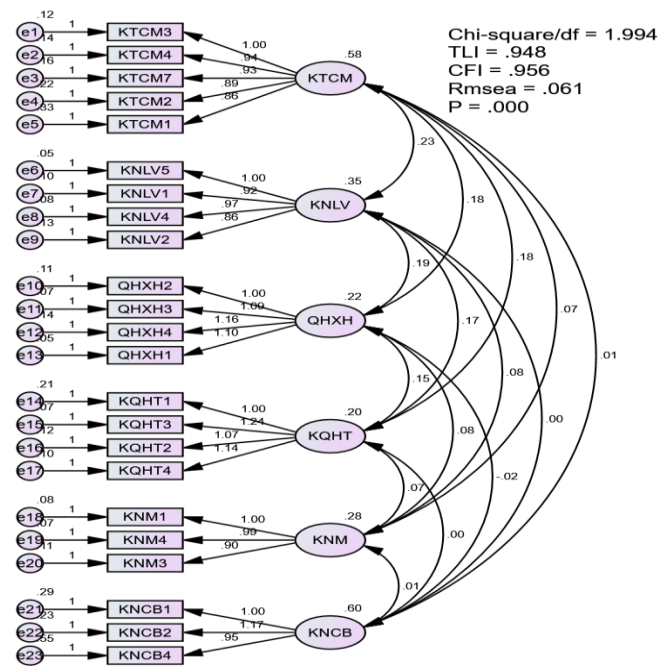 Chi-square/df = 1.994
TLI = .948
CFI = .956
Rmsea = .061
P = .000
.12
e1 1 KTCM3 1.00
.14
e2 1 KTCM4 .94
.16
e3 1 KTCM7 .93
.22
e4 1 KTCM2 .89
.33
e5 1 KTCM1 .86
.58
KTCM
.05
e6 1 KNLV5 1.00
.10
e7 1 KNLV1 .92
.08
e8 1 KNLV4 .97
.13
e9 1 KNLV2 .86
.35
KNLV
.11
e10 1 QHXH2 1.00
.07
e11 1 QHXH3 1.09
.14
e12 1 QHXH4 1.16
.05
e13 1 QHXH1 1.10
.22
QHXH
.21
e14 1 KQHT1 1.00
.07
e15 1 KQHT3 1.24
.12
e16 1 KQHT2 1.07
.10
e17 1 KQHT4 1.14
.20
KQHT
.08
e18 1 KNM1 1.00
.07
e19 1 KNM4 .99
.11
e20 1 KNM3 .90
.28
KNM
.29
e21 1 KNCB1 1.00
.23
e22 1 KNCB2 1.17
.55
e23 1 KNCB4 .95
.60
KNCB
.23
.18
.19
.18
.07
.17
.01
.08
.15
.00
.08
-.02
.07
.00
.01